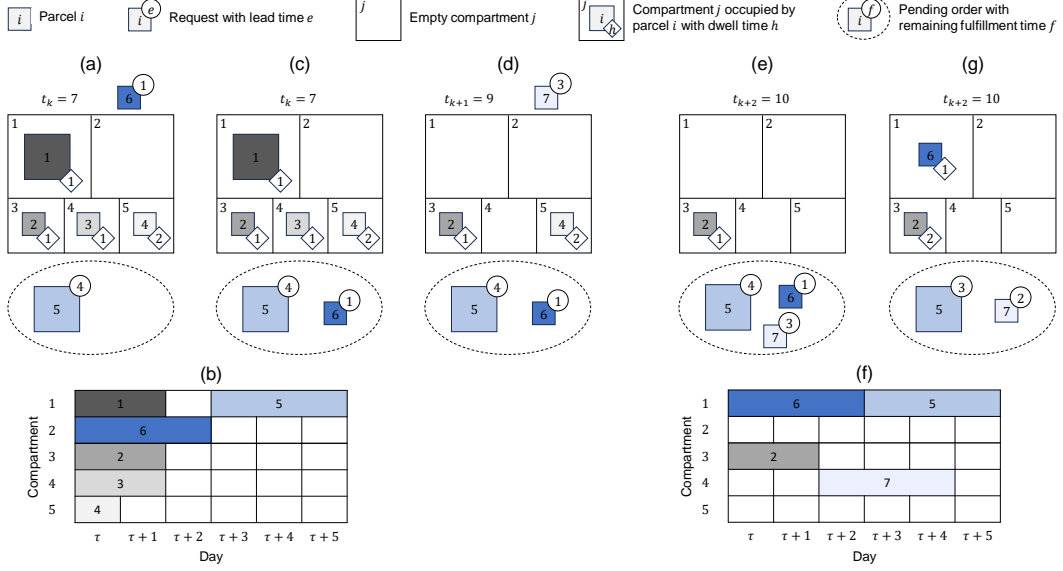 i Parcel i
i e Request with lead time e
j Empty compartment j
j i h Compartment j occupied by
parcel i with dwell time h
i f Pending order with
remaining fulfillment time f
(a)
t_k = 7
6 1
1 2
1 1
3 4 5
2 1 3 1 4 2
5 4
(c)
t_k = 7
1 2
1 1
3 4 5
2 1 3 1 4 2
5 4 6 1
(d)
t_{k+1} = 9
7 3
1 2
3 4 5
2 1 4 2
5 4 6 1
(e)
t_{k+2} = 10
1 2
3 4 5
2 1
5 4 6 1
7 3
(g)
t_{k+2} = 10
1 2
6 1
3 4 5
2 2
5 3 7 2
(b)
Compartment
1 1 5
2 6
3 2
4 3
5 4
τ τ + 1 τ + 2 τ + 3 τ + 4 τ + 5
Day
(f)
Compartment
1 6 5
2
3 2
4 7
5
τ τ + 1 τ + 2 τ + 3 τ + 4 τ + 5
Day